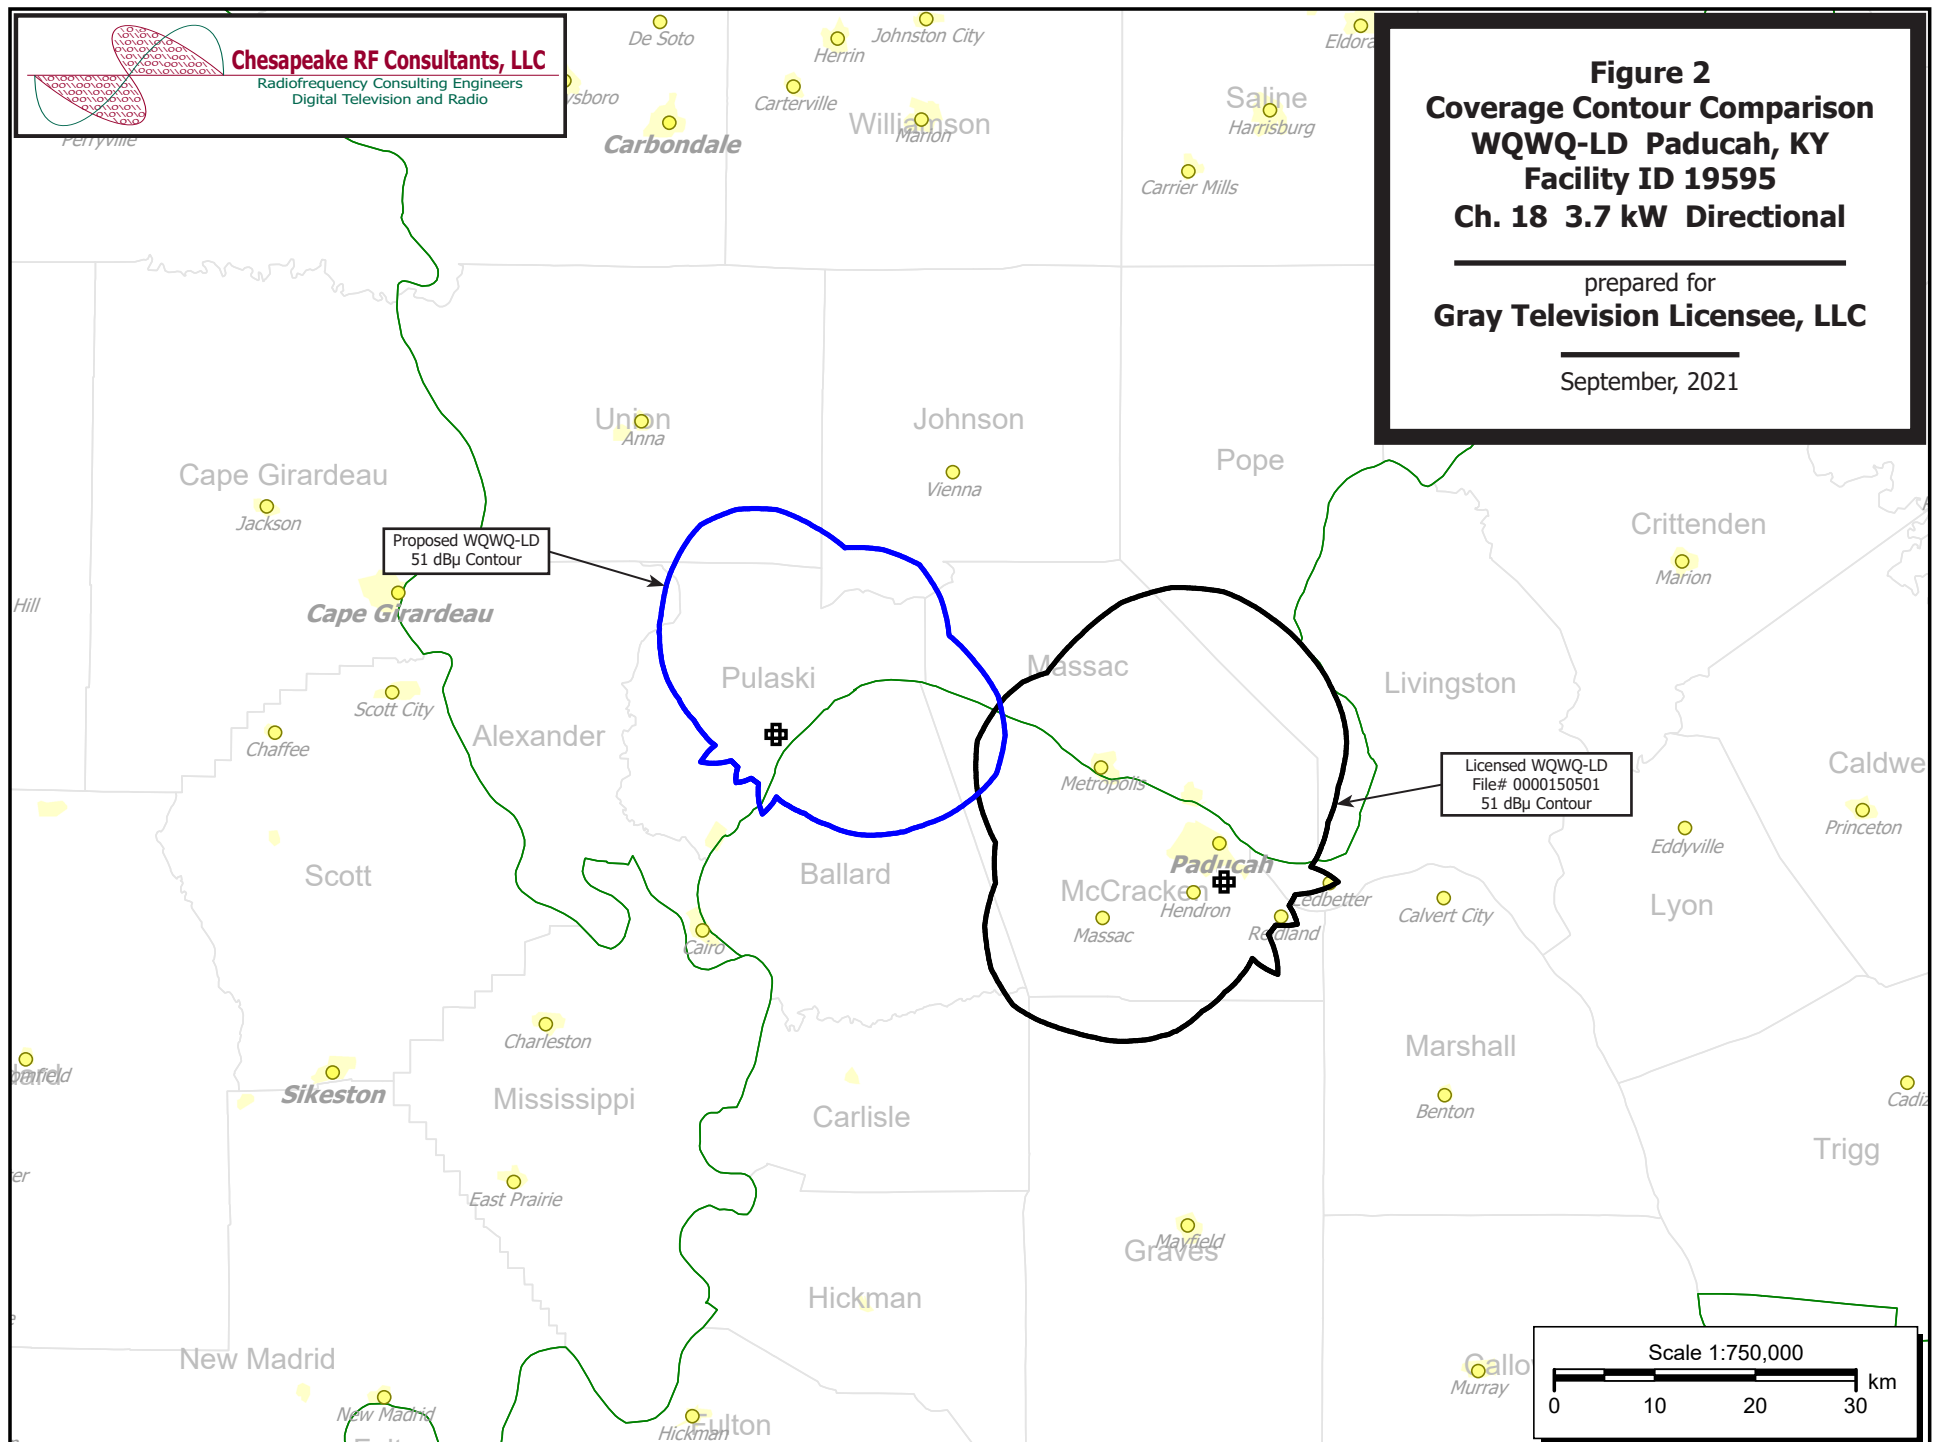 Chesapeake RF Consultants, LLC
Radiofrequency Consulting Engineers
Digital Television and Radio
Figure 2
Coverage Contour Comparison
WQWQ-LD Paducah, KY
Facility ID 19595
Ch. 18 3.7 kW Directional
prepared for
Gray Television Licensee, LLC
September, 2021
De Soto
Herrin
Johnston City
Eldora
ysboro
Carterville
Williamson
Marion
Saline
Harrisburg
Perryville
Carbondale
Carrier Mills
Union
Anna
Johnson
Vienna
Pope
Cape Girardeau
Jackson
Crittenden
Marion
Proposed WQWQ-LD
51 dBμ Contour
Hill
Cape Girardeau
Pulaski
Massac
Livingston
Scott City
Chaffee
Alexander
Metropolis
Licensed WQWQ-LD
File# 0000150501
51 dBμ Contour
Caldwe
Princeton
Eddyville
Scott
Ballard
Paducah
McCracken
Hendron
Massac
Ledbetter
Reidland
Calvert City
Lyon
Cairo
Charleston
Marshall
Benton
omfield
Sikeston
Mississippi
Carlisle
Cadiz
Trigg
er
East Prairie
Mayfield
Graves
Hickman
New Madrid
New Madrid
Hickman
Fulton
Callo
Murray
Scale 1:750,000
km
0 10 20 30